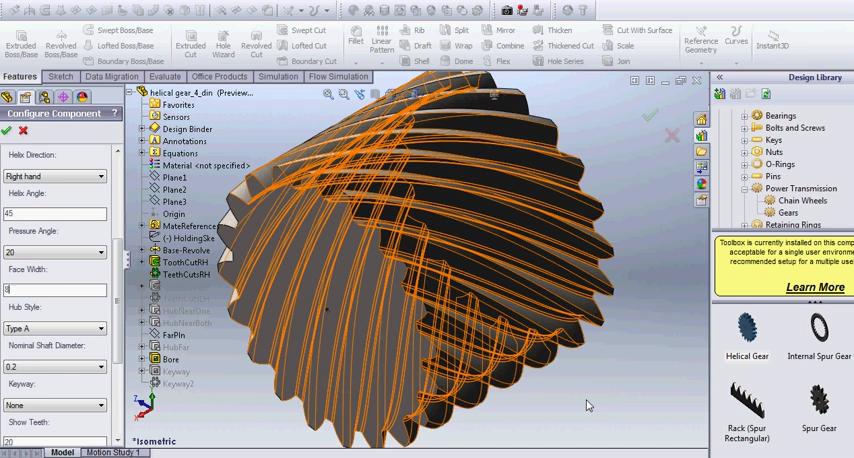 Extruded Boss/Base
Revolved Boss/Base
Swept Boss/Base
Lofted Boss/Base
Boundary Boss/Base
Extruded Cut
Hole Wizard
Revolved Cut
Swept Cut
Lofted Cut
Boundary Cut
Fillet
Linear Pattern
Rib
Draft
Shell
Split
Wrap
Dome
Mirror
Combine
Flex
Thicken
Thickened Cut
Hole Series
Cut With Surface
Scale
Join
Reference Geometry
Curves
Instant3D
Features
Sketch
Data Migration
Evaluate
Office Products
Simulation
Flow Simulation
Configure Component
?
Helix Direction:
Right hand
Helix Angle:
45
Pressure Angle:
20
Face Width:
8
Hub Style:
Type A
Nominal Shaft Diameter:
0.2
Keyway:
None
Show Teeth:
20
helical gear_4_din (Preview...
Favorites
Sensors
Design Binder
Annotations
Equations
Material <not specified>
Plane1
Plane2
Plane3
Origin
MateReference
(-) HoldingSke
Base-Revolve
ToothCutRH
TeethCutsRH
HubNearOne
HubNearBoth
FarPln
HubFar
Bore
Keyway
Keyway2
Z
X
*Isometric
Model
Motion Study 1
Design Library
Bearings
Bolts and Screws
Keys
Nuts
O-Rings
Pins
Power Transmission
Chain Wheels
Gears
Retaining Rings
Toolbox is currently installed on this comp
acceptable for a single user environme
recommended setup for a multiple use
Learn More
Helical Gear
Internal Spur Gear
Rack (Spur Rectangular)
Spur Gear